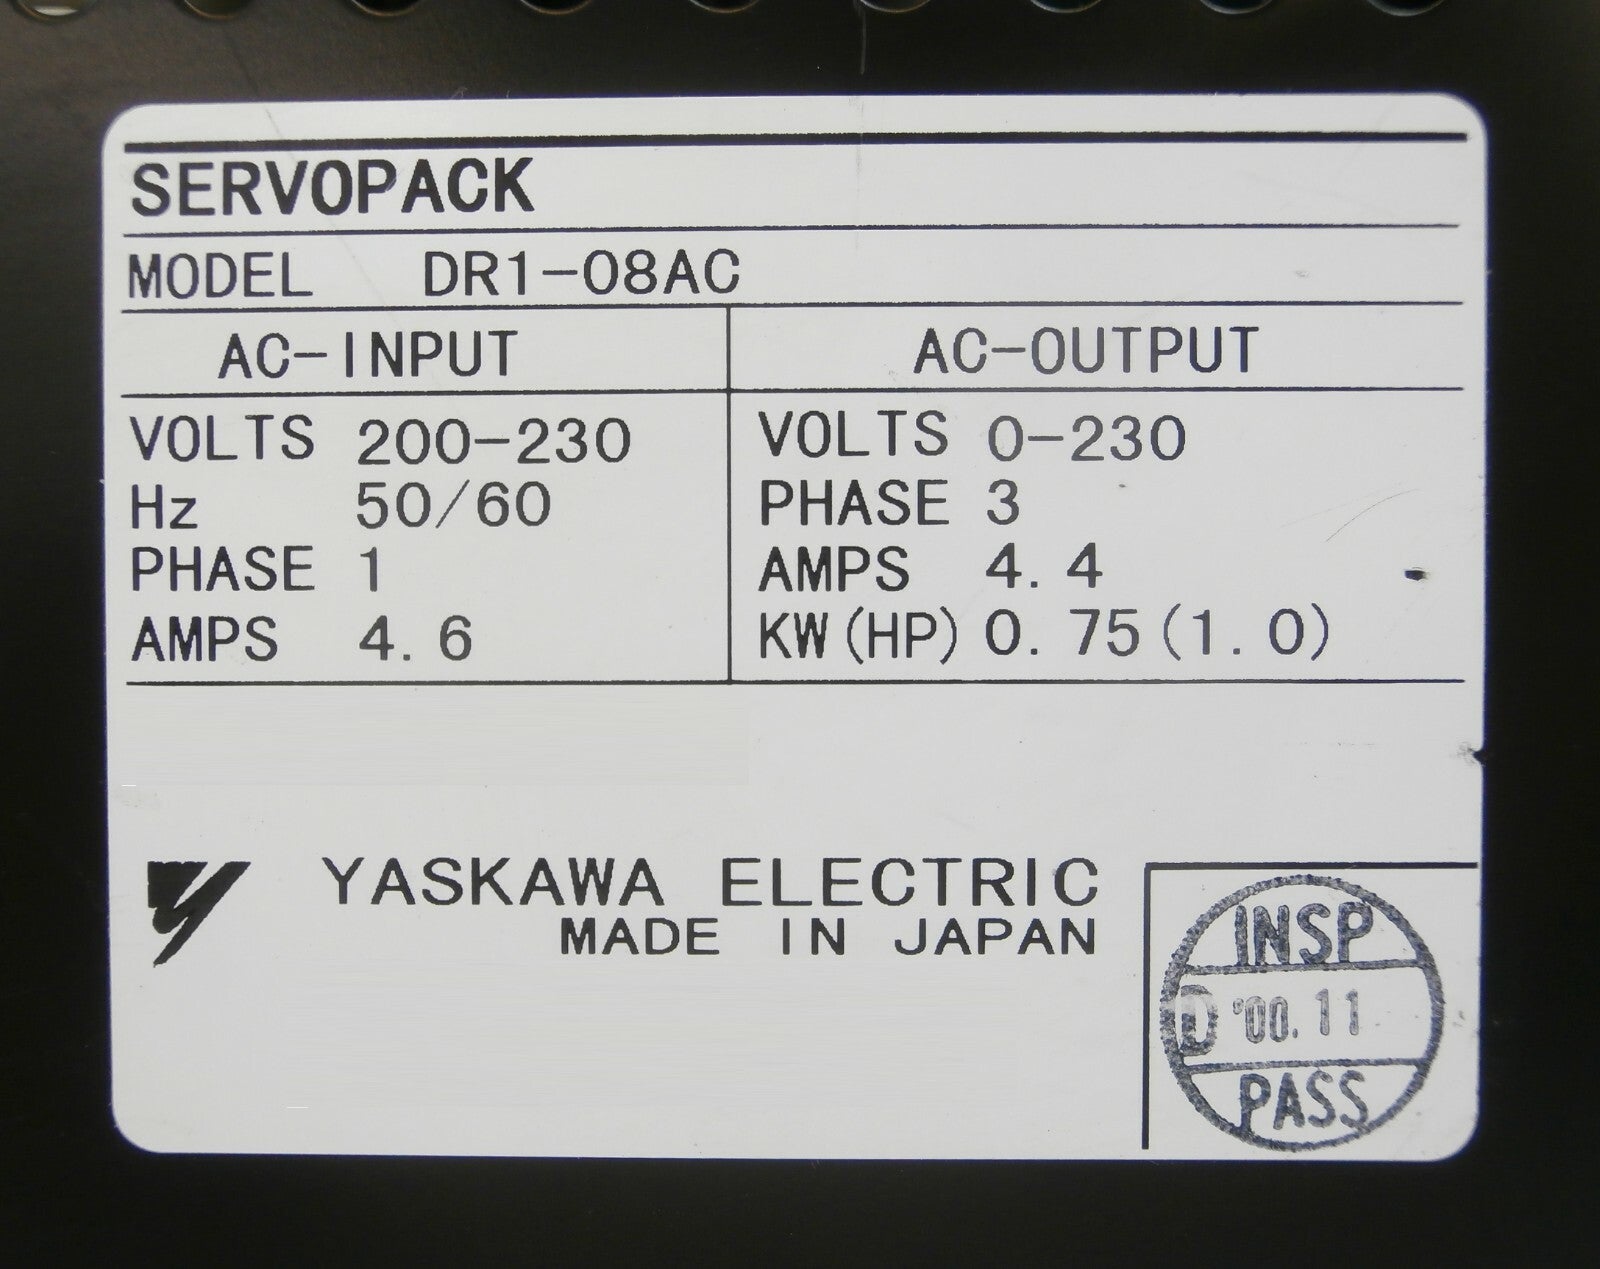 SERVOPACK
MODEL DR1-08AC
AC-INPUT AC-OUTPUT
VOLTS 200-230 VOLTS 0-230
Hz 50/60 PHASE 3
PHASE 1 AMPS 4.4
AMPS 4.6 KW(HP) 0.75(1.0)
YASKAWA ELECTRIC
MADE IN JAPAN
INSP
D '00.11
PASS